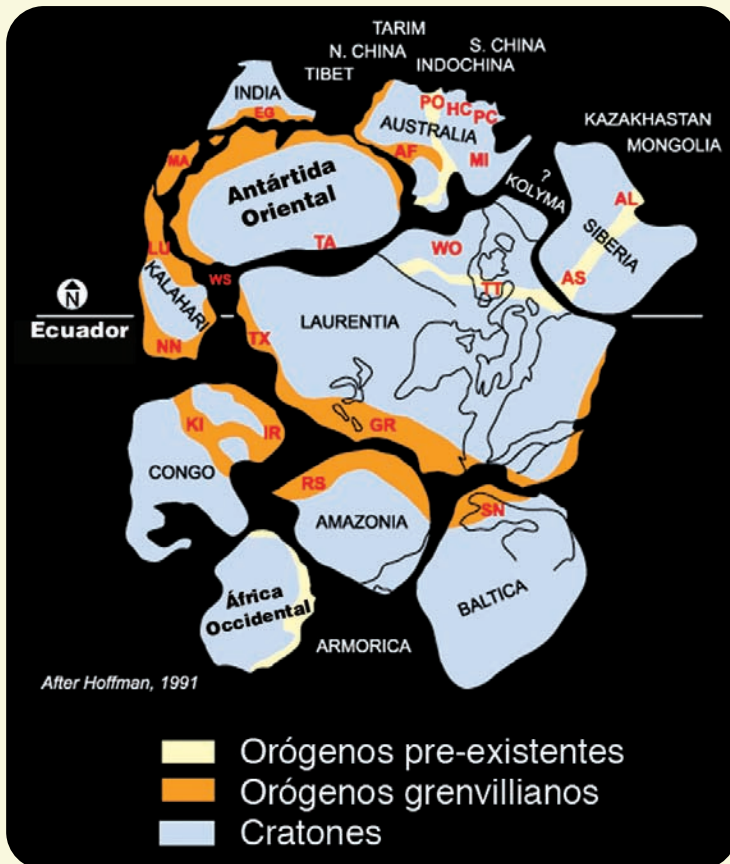 TARIM
N. CHINA
S. CHINA
TIBET
INDOCHINA
INDIA
EG
PO
HC
PC
AUSTRALIA
KAZAKHASTAN
MONGOLIA
MA
AF
MI
?
KOLYMA
Antártida
Oriental
AL
SIBERIA
LU
TA
WO
WS
TT
AS
KALAHARI
N
Ecuador
LAURENTIA
NN
TX
KI
IR
GR
CONGO
RS
SN
AMAZONIA
BALTICA
África
Occidental
ARMORICA
After Hoffman, 1991
Orógenos pre-existentes
Orógenos grenvillianos
Cratones